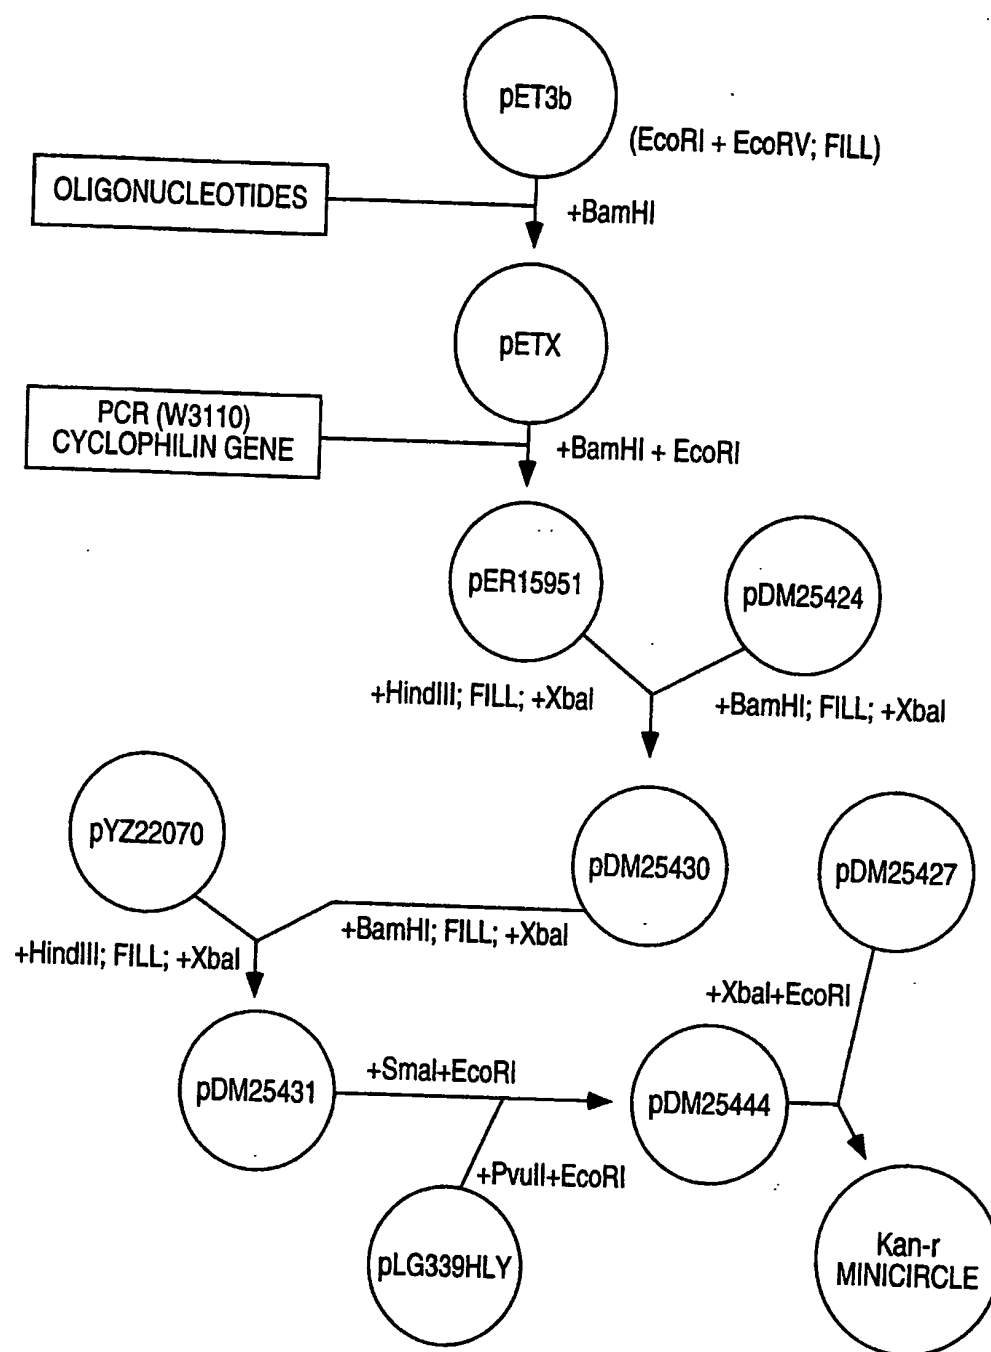 pET3b
(EcoRI + EcoRV; FILL)
OLIGONUCLEOTIDES
+BamHI
pETX
PCR (W3110)
CYCLOPHILIN GENE
+BamHI + EcoRI
pER15951
pDM25424
+HindIII; FILL; +XbaI
+BamHI; FILL; +XbaI
pYZ22070
pDM25430
pDM25427
+BamHI; FILL; +XbaI
+HindIII; FILL; +XbaI
+XbaI+EcoRI
pDM25431
+SmaI+EcoRI
pDM25444
+PvuII+EcoRI
pLG339HLY
Kan-r
MINICIRCLE